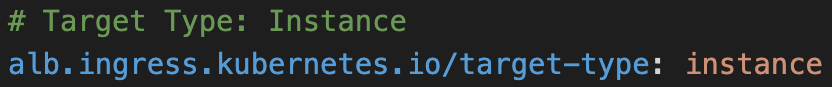 # Target Type: Instance
alb.ingress.kubernetes.io/target-type: instance